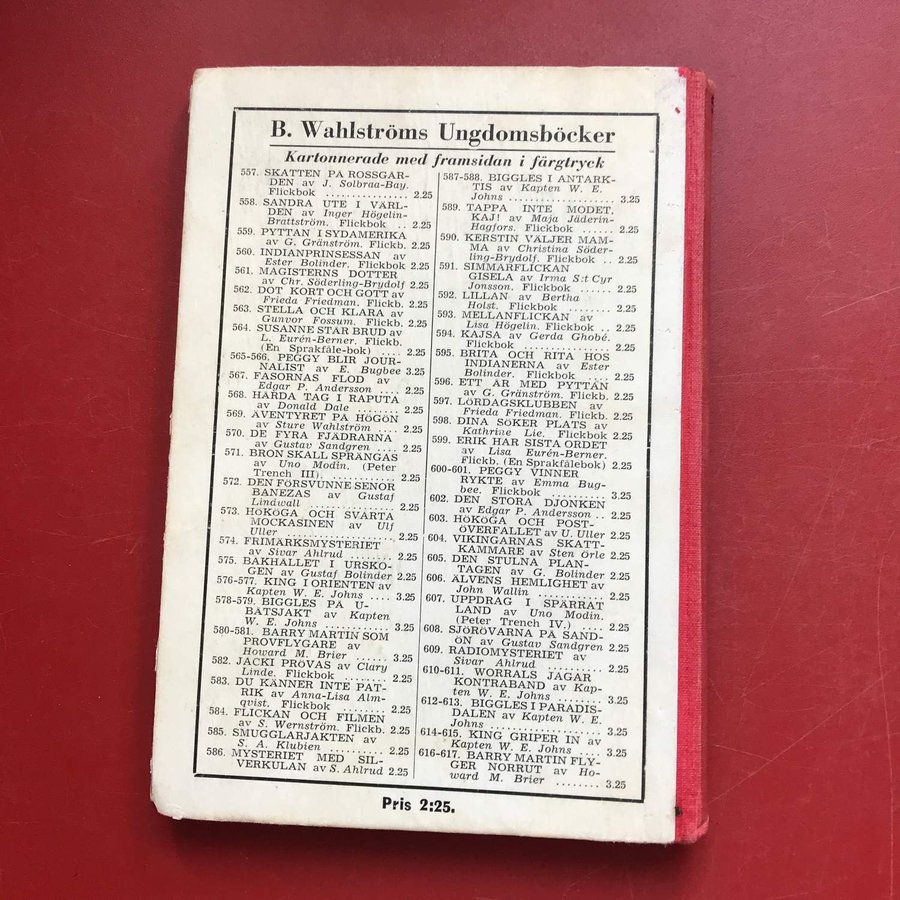 B. Wahlströms Ungdomsböcker
Kartonnerade med framsidan i färgtryck
557. SKATTEN PÅ ROSSGÅR-
DEN av J. Solbraa-Bay.
Flickbok ................ 2.25
558. SANDRA UTE I VÄRL-
DEN av Inger Högelin-
Brattström. Flickbok .. 2.25
559. PYTTAN I SYDAMERIKA
av G. Gränström. Flickb. 2.25
560. INDIANPRINSESSAN av
Ester Bolinder. Flickbok 2.25
561. MAGISTERNS DOTTER
av Chr. Söderling-Brydolf 2.25
562. DOT KORT OCH GOTT av
Frieda Friedman. Flickb. 2.25
563. STELLA OCH KLARA av
Gunvor Fossum. Flickb. 2.25
564. SUSANNE STAR BRUD av
L. Eurén-Berner. Flickb.
(En Språkfåle-bok) .... 2.25
565-566. PEGGY BLIR JOUR-
NALIST av E. Bugbee 3.25
567. FASORNAS FLOD av
Edgar P. Andersson .... 2.25
568. HÅRDA TAG I RAPUTA
av Donald Dale ........ 2.25
569. ÄVENTYRET PÅ HÖGÖN
av Sture Wahlström .... 2.25
570. DE FYRA FJÄDRARNA
av Gustav Sandgren .... 2.25
571. BRON SKALL SPRÄNGAS
av Uno Modin. (Peter
Trench III). ............ 2.25
572. DEN FÖRSVUNNE SEÑOR
BANEZAS av Gustaf
Lindwall ................ 2.25
573. HÖKÖGA OCH SVARTA
MOCKASINEN av Ulf
Uller .................. 2.25
574. FRIMÄRKSMYSTERIET
av Sivar Ahlrud ........ 2.25
575. BAKHÅLLET I URSKO-
GEN av Gustaf Bolinder 2.25
576-577. KING I ORIENTEN av
Kapten W. E. Johns .... 3.25
578-579. BIGGLES PÅ U-
BÅTSJAKT av Kapten
W. E. Johns ............ 3.25
580-581. BARRY MARTIN SOM
PROVFLYGARE av
Howard M. Brier ...... 3.25
582. JACKI PRÖVAS av Clary
Linde. Flickbok ........ 2.25
583. DU KÄNNER INTE PAT-
RIK av Anna-Lisa Alm-
qvist. Flickbok ........ 2.25
584. FLICKAN OCH FILMEN
av S. Wernström. Flickb. 2.25
585. SMUGGLARJAKTEN av
S. A. Klubien .......... 2.25
586. MYSTERIET MED SIL-
VERKULAN av S. Ahlrud 2.25
587-588. BIGGLES I ANTARK-
TIS av Kapten W. E.
Johns .................. 3.25
589. TAPPA INTE MODET,
KAJ! av Maja Jäderin-
Hagfors. Flickbok ...... 2.25
590. KERSTIN VÄLJER MAM-
MA av Christina Söder-
ling-Brydolf. Flickbok .. 2.25
591. SIMMARFLICKAN
GISELA av Irma S:t Cyr
Jonsson. Flickbok ...... 2.25
592. LILLAN av Bertha
Holst. Flickbok ........ 2.25
593. MELLANFLICKAN av
Lisa Högelin. Flickbok .. 2.25
594. KAJSA av Gerda Ghobé.
Flickbok ................ 2.25
595. BRITA OCH RITA HOS
INDIANERNA av Ester
Bolinder. Flickbok .... 2.25
596. ETT ÅR MED PYTTAN
av G. Gränström. Flickb. 2.25
597. LÖRDAGSKLUBBEN av
Frieda Friedman. Flickb. 2.25
598. DINA SÖKER PLATS av
Kathrine Lie. Flickbok 2.25
599. ERIK HAR SISTA ORDET
av Lisa Eurén-Berner.
Flickb. (En Språkfålebok) 2.25
600-601. PEGGY VINNER
RYKTE av Emma Bug-
bee. Flickbok .......... 3.25
602. DEN STORA DJONKEN
av Edgar P. Andersson .. 2.25
603. HÖKÖGA OCH POST-
ÖVERFALLET av U. Uller 2.25
604. VIKINGARNAS SKATT-
KAMMARE av Sten Örle 2.25
605. DEN STULNA PLAN-
TAGEN av G. Bolinder 2.25
606. ÄLVENS HEMLIGHET av
John Wallin ............ 2.25
607. UPPDRAG I SPÄRRAT
LAND av Uno Modin.
(Peter Trench IV.) .... 2.25
608. SJÖRÖVARNA PÅ SAND-
ÖN av Gustav Sandgren 2.25
609. RADIOMYSTERIET av
Sivar Ahlrud .......... 2.25
610-611. WORRALS JAGAR
KONTRABAND av Kap-
ten W. E. Johns ........ 3.25
612-613. BIGGLES I PARADIS-
DALEN av Kapten W. E.
Johns .................. 3.25
614-615. KING GRIPER IN av
Kapten W. E. Johns 3.25
616-617. BARRY MARTIN FLY-
GER NORRUT av Ho-
ward M. Brier ........ 3.25
Pris 2:25.